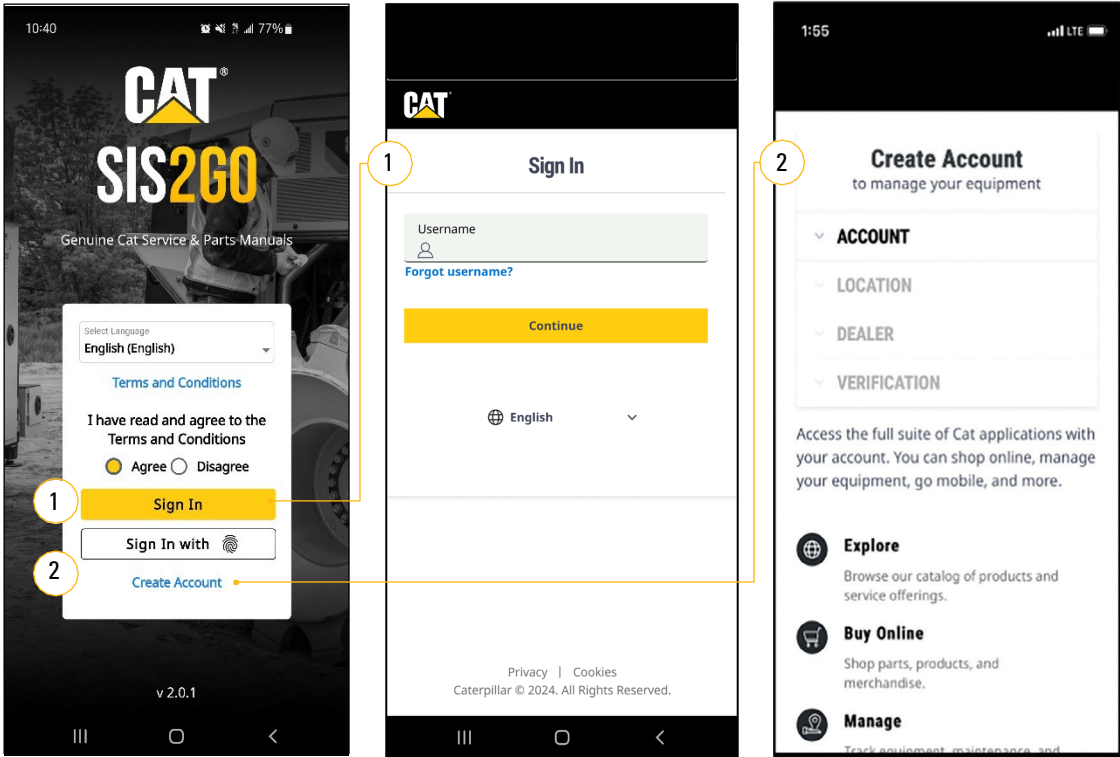 10:40
77%
CAT®
SIS2GO
Genuine Cat Service & Parts Manuals
Select Language
English (English)
Terms and Conditions
I have read and agree to the
Terms and Conditions
Agree Disagree
1
Sign In
Sign In with
2
Create Account
v 2.0.1
CAT
1
Sign In
Username
Forgot username?
Continue
English
Privacy | Cookies
Caterpillar © 2024. All Rights Reserved.
1:55
LTE
2
Create Account
to manage your equipment
ACCOUNT
LOCATION
DEALER
VERIFICATION
Access the full suite of Cat applications with
your account. You can shop online, manage
your equipment, go mobile, and more.
Explore
Browse our catalog of products and
service offerings.
Buy Online
Shop parts, products, and
merchandise.
Manage
Track equipment, maintenance, and